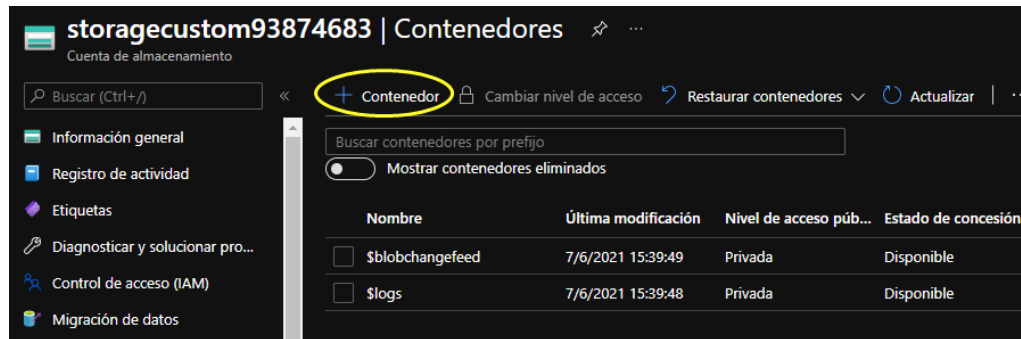 storagecustom93874683 | Contenedores ...
Cuenta de almacenamiento
Buscar (Ctrl+/) «
+ Contenedor Cambiar nivel de acceso Restaurar contenedores Actualizar | ...
Información general
Buscar contenedores por prefijo
Mostrar contenedores eliminados
Registro de actividad
Etiquetas
Nombre Última modificación Nivel de acceso púb... Estado de concesión
Diagnosticar y solucionar pro...
$blobchangefeed 7/6/2021 15:39:49 Privada Disponible
Control de acceso (IAM)
$logs 7/6/2021 15:39:48 Privada Disponible
Migración de datos